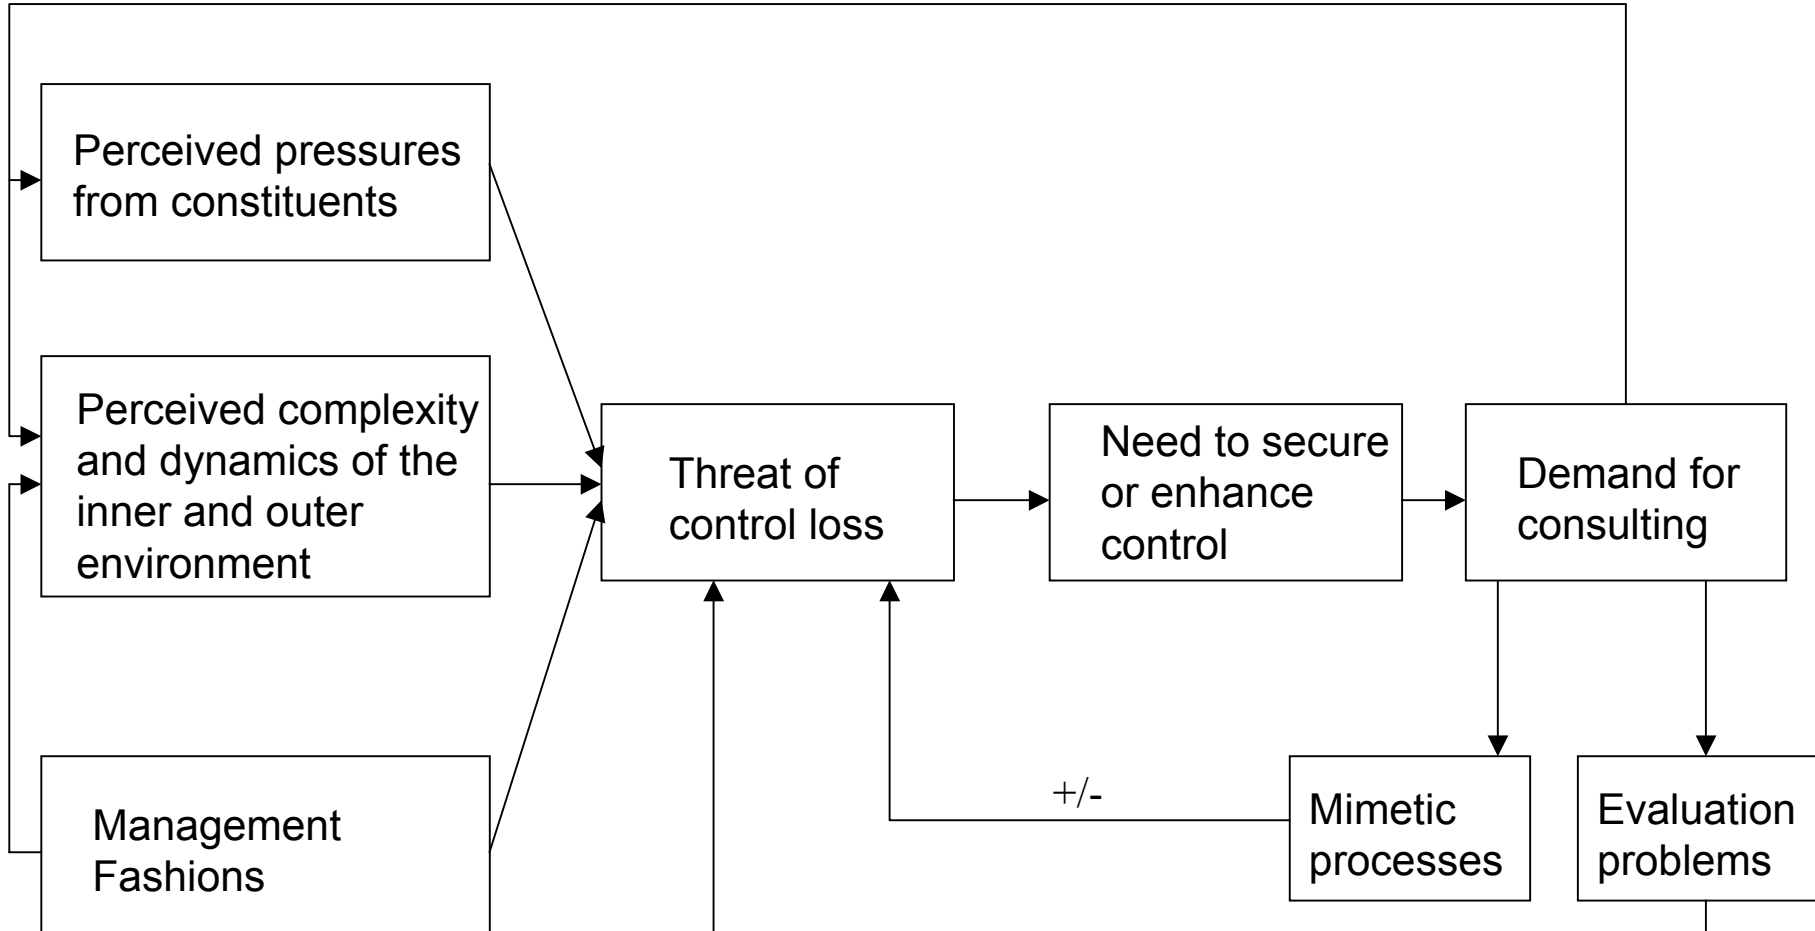 Perceived pressures
from constituents
Perceived complexity
and dynamics of the
inner and outer
environment
Threat of
control loss
Need to secure
or enhance
control
Demand for
consulting
Management
Fashions
+/-
Mimetic
processes
Evaluation
problems